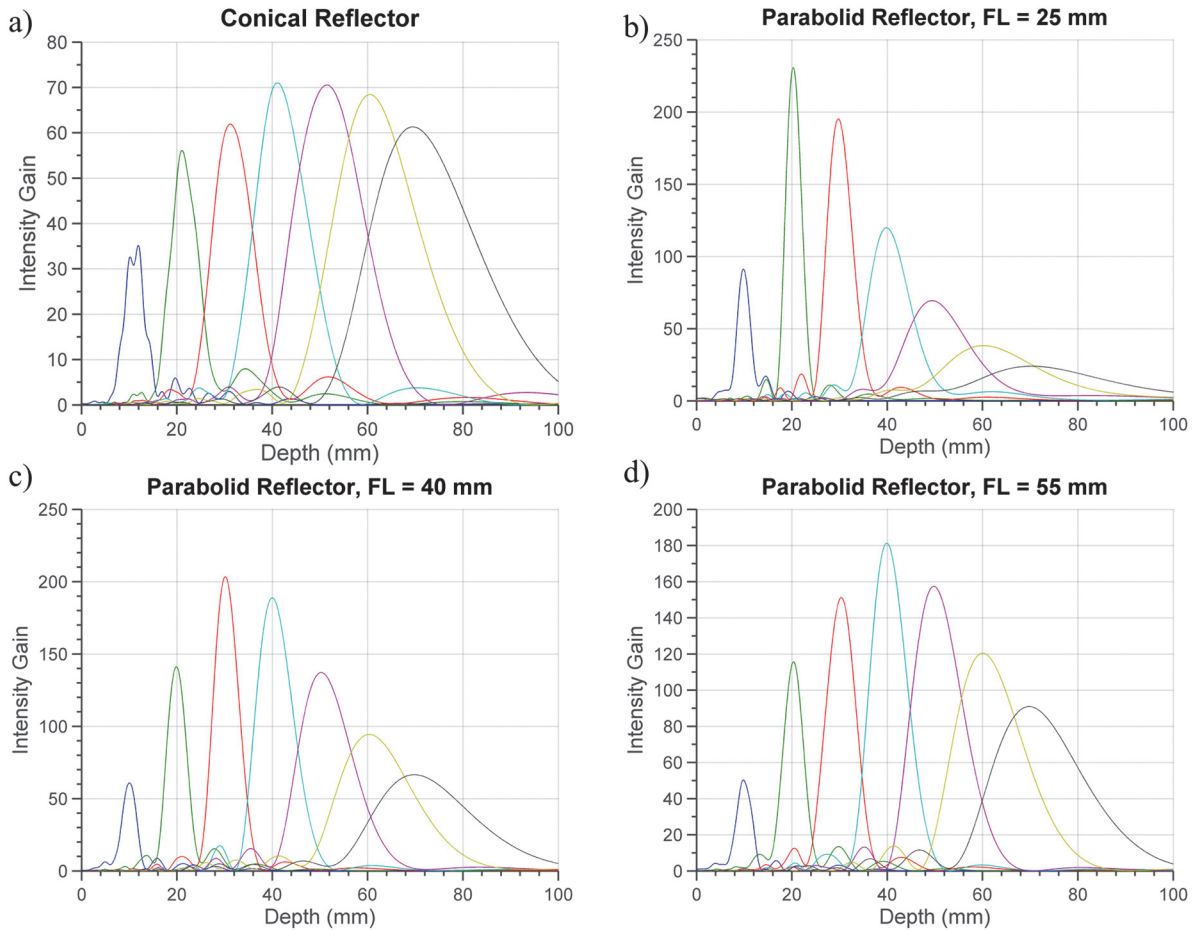 a)
Conical Reflector
80
70
60
50
40
30
20
10
0
Intensity Gain
0 20 40 60 80 100
Depth (mm)
b)
Parabolid Reflector, FL = 25 mm
250
200
150
100
50
0
Intensity Gain
0 20 40 60 80 100
Depth (mm)
c)
Parabolid Reflector, FL = 40 mm
250
200
150
100
50
0
Intensity Gain
0 20 40 60 80 100
Depth (mm)
d)
Parabolid Reflector, FL = 55 mm
200
180
160
140
120
100
80
60
40
20
0
Intensity Gain
0 20 40 60 80 100
Depth (mm)